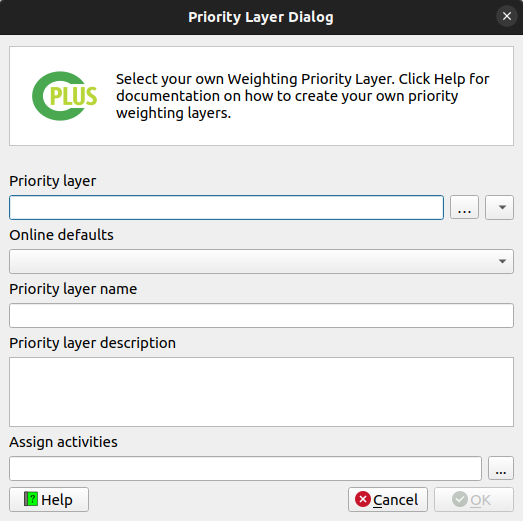 Priority Layer Dialog
PLUS
Select your own Weighting Priority Layer. Click Help for
documentation on how to create your own priority
weighting layers.
Priority layer
...
Online defaults
Priority layer name
Priority layer description
Assign activities
...
? Help
Cancel
OK